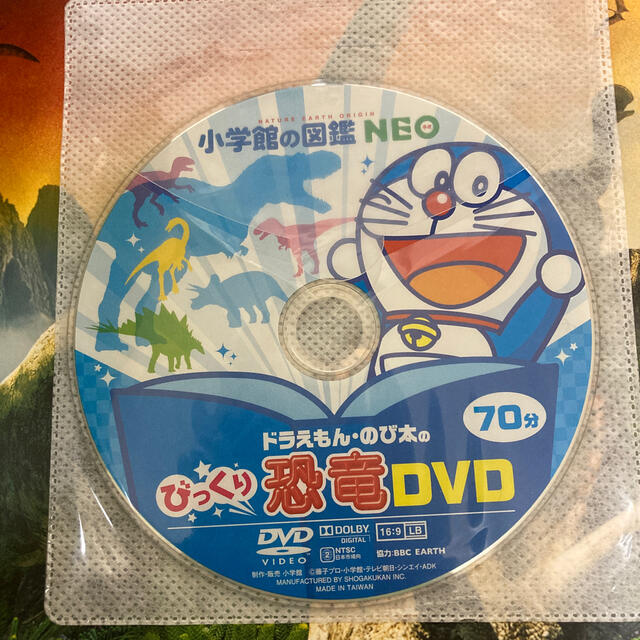 NATURE EARTH ORIGIN
小学館の図鑑 NEO
70分
ドラえもん・のび太の
びっくり 恐竜 DVD
DVD VIDEO
DOLBY DIGITAL
16:9 LB
2 NTSC 日本市場向
協力:BBC EARTH
制作・販売 小学館 ©藤子プロ・小学館・テレビ朝日・シンエイ・ADK
MANUFACTURED BY SHOGAKUKAN INC.
MADE IN TAIWAN